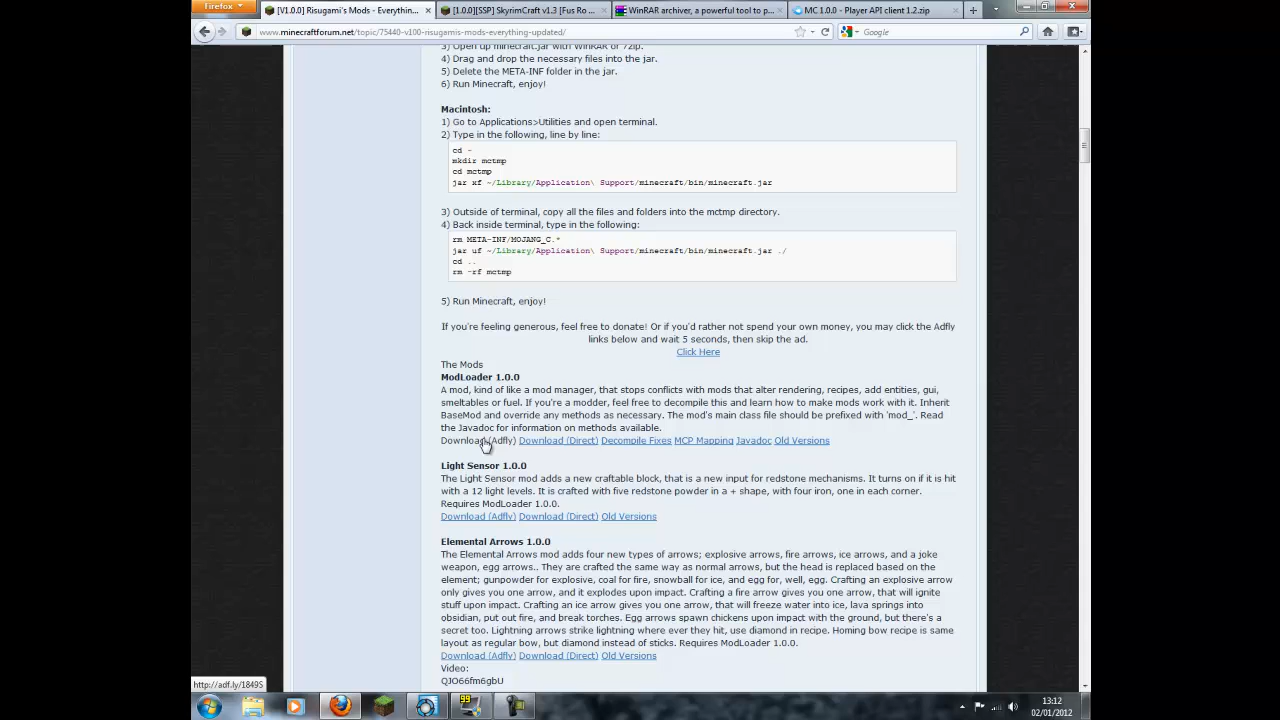 Firefox
[V1.0.0] Risugami's Mods - Everythin...
[1.0.0][SSP] SkyrimCraft v1.3 [Fus Ro ...
WinRAR archiver, a powerful tool to p...
MC 1.0.0 - Player API client 1.2.zip
www.minecraftforum.net/topic/75440-v100-risugamis-mods-everything-updated/
Google
3) Open up minecraft.jar with WinRAR or 7zip.
4) Drag and drop the necessary files into the jar.
5) Delete the META-INF folder in the jar.
6) Run Minecraft, enjoy!
Macintosh:
1) Go to Applications>Utilities and open terminal.
2) Type in the following, line by line:
cd ~
mkdir mctmp
cd mctmp
jar xf ~/Library/Application\ Support/minecraft/bin/minecraft.jar
3) Outside of terminal, copy all the files and folders into the mctmp directory.
4) Back inside terminal, type in the following:
rm META-INF/MOJANG_C.*
jar uf ~/Library/Application\ Support/minecraft/bin/minecraft.jar ./
cd ..
rm -rf mctmp
5) Run Minecraft, enjoy!
If you're feeling generous, feel free to donate! Or if you'd rather not spend your own money, you may click the Adfly
links below and wait 5 seconds, then skip the ad.
Click Here
The Mods
ModLoader 1.0.0
A mod, kind of like a mod manager, that stops conflicts with mods that alter rendering, recipes, add entities, gui,
smeltables or fuel. If you're a modder, feel free to decompile this and learn how to make mods work with it. Inherit
BaseMod and override any methods as necessary. The mod's main class file should be prefixed with 'mod_'. Read
the Javadoc for information on methods available.
Download (Adfly) Download (Direct) Decompile Fixes MCP Mapping Javadoc Old Versions
Light Sensor 1.0.0
The Light Sensor mod adds a new craftable block, that is a new input for redstone mechanisms. It turns on if it is hit
with a 12 light levels. It is crafted with five redstone powder in a + shape, with four iron, one in each corner.
Requires ModLoader 1.0.0.
Download (Adfly) Download (Direct) Old Versions
Elemental Arrows 1.0.0
The Elemental Arrows mod adds four new types of arrows; explosive arrows, fire arrows, ice arrows, and a joke
weapon, egg arrows.. They are crafted the same way as normal arrows, but the head is replaced based on the
element; gunpowder for explosive, coal for fire, snowball for ice, and egg for, well, egg. Crafting an explosive arrow
only gives you one arrow, and it explodes upon impact. Crafting a fire arrow gives you one arrow, that will ignite
stuff upon impact. Crafting an ice arrow gives you one arrow, that will freeze water into ice, lava springs into
obsidian, put out fire, and break torches. Egg arrows spawn chickens upon impact with the ground, but there's a
secret too. Lightning arrows strike lightning where ever they hit, use diamond in recipe. Homing bow recipe is same
layout as regular bow, but diamond instead of sticks. Requires ModLoader 1.0.0.
Download (Adfly) Download (Direct) Old Versions
Video:
QJO66fm6gbU
http://adf.ly/1849S
99
13:12
02/01/2012